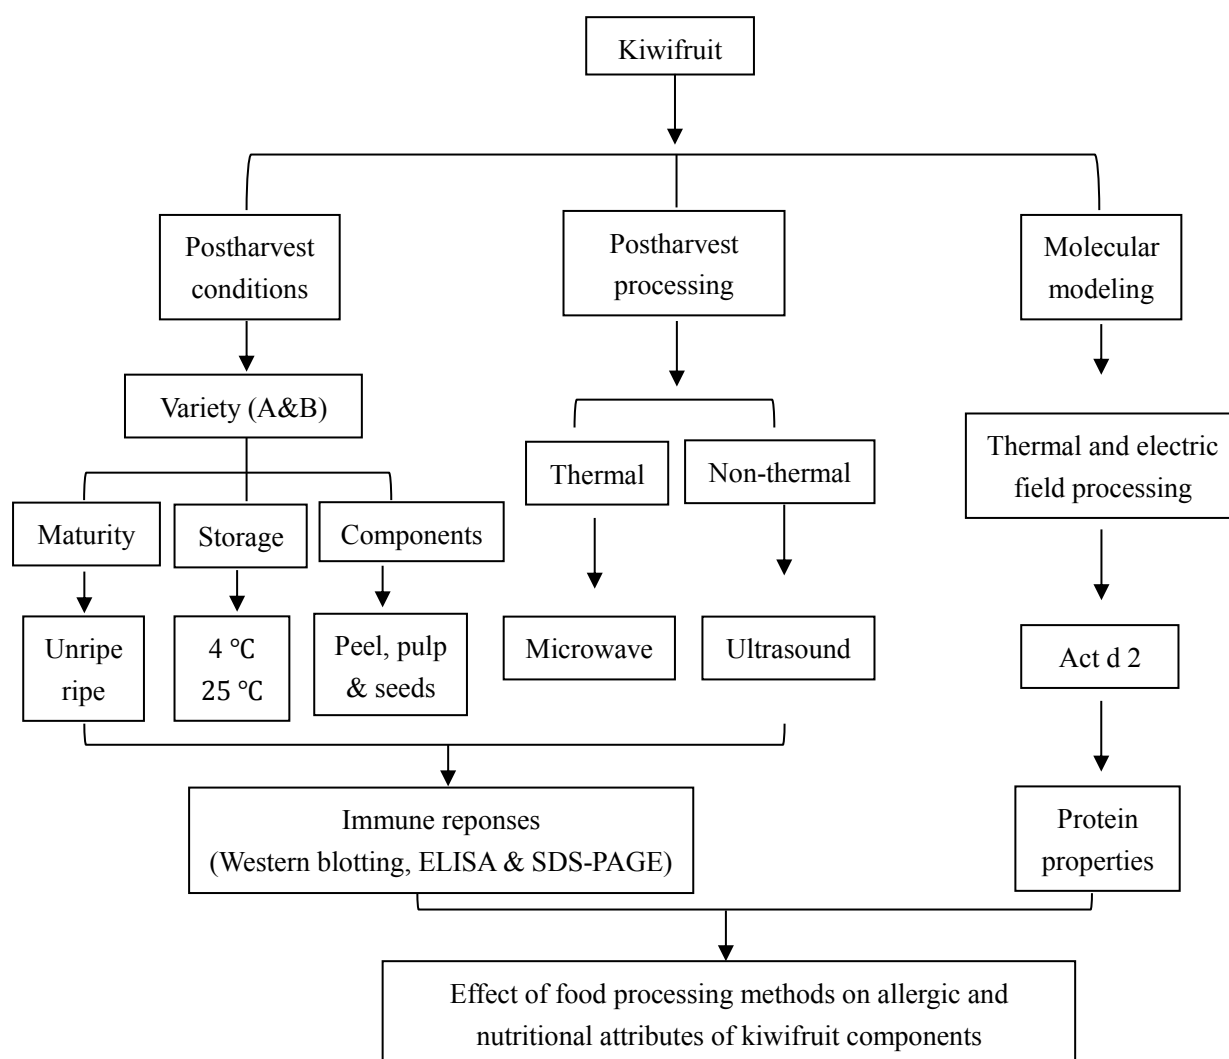 Kiwifruit
Postharvest
conditions
Postharvest
processing
Molecular
modeling
Variety (A&B)
Thermal
Non-thermal
Thermal and electric
field processing
Maturity
Storage
Components
Unripe
ripe
4 ℃
25 ℃
Peel, pulp
& seeds
Microwave
Ultrasound
Act d 2
Immune reponses
(Western blotting, ELISA & SDS-PAGE)
Protein
properties
Effect of food processing methods on allergic and
nutritional attributes of kiwifruit components